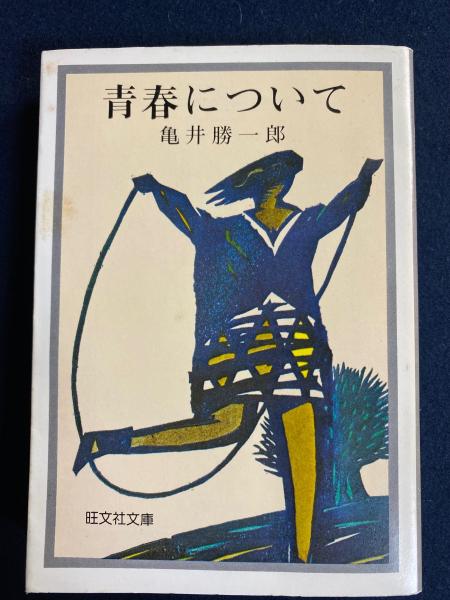 青春について
亀井勝一郎
旺文社文庫